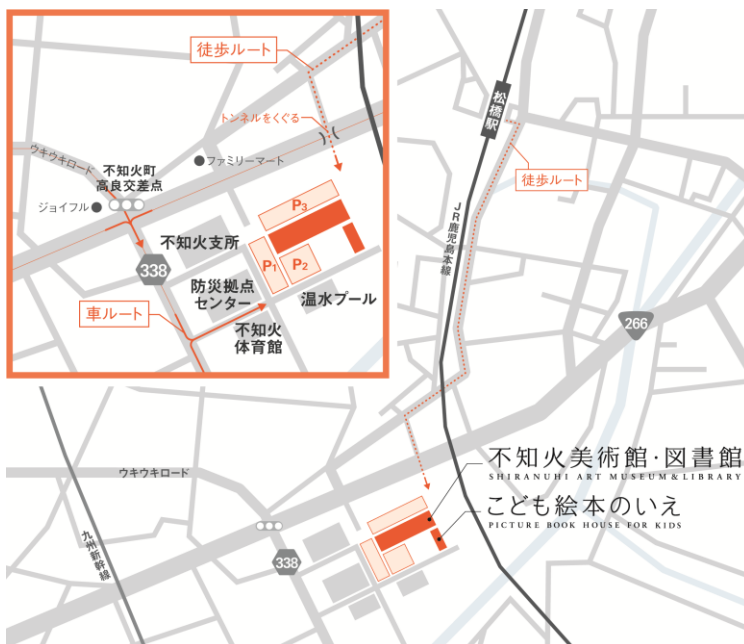 徒歩ルート
トンネルをくぐる
ウキウキロード
不知火町
高良交差点
ファミリーマート
ジョイフル
P3
不知火支所
338
P1
P2
防災拠点
センター
温水プール
車ルート
不知火
体育館
松橋駅
徒歩ルート
JR鹿児島本線
266
不知火美術館・図書館
SHIRANUHI ART MUSEUM & LIBRARY
ウキウキロード
こども絵本のいえ
PICTURE BOOK HOUSE FOR KIDS
九州新幹線
338